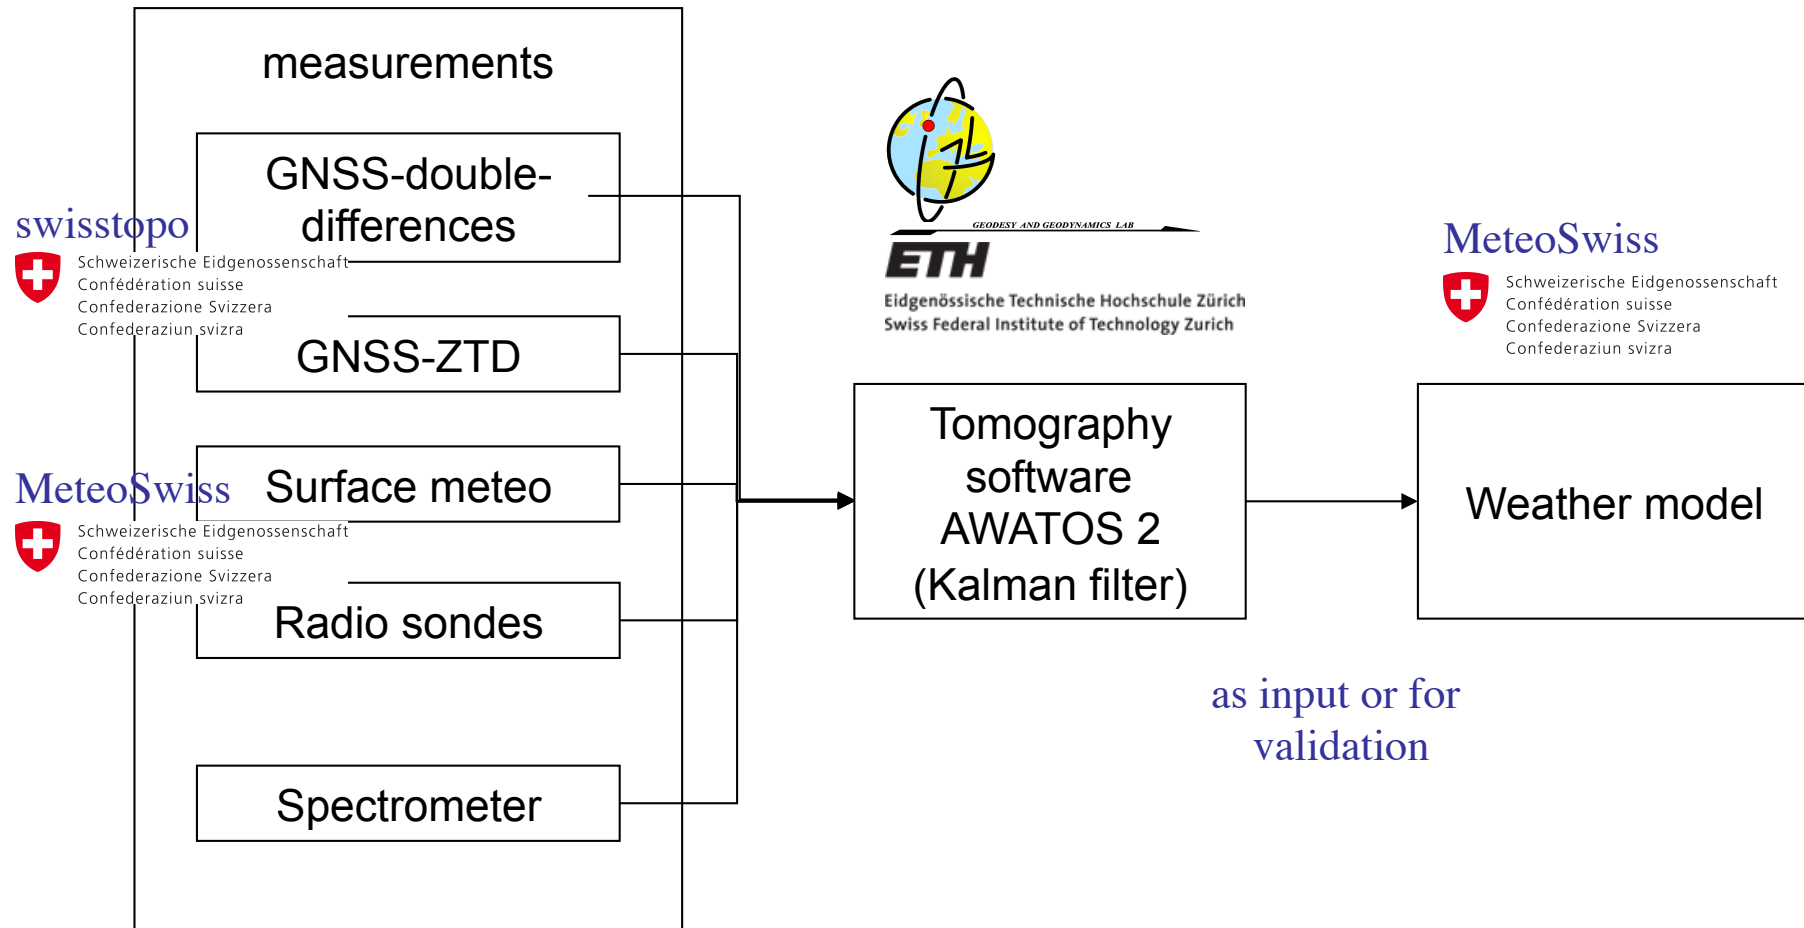 measurements
GNSS-double-
differences
swisstopo
Schweizerische Eidgenossenschaft
Confédération suisse
Confederazione Svizzera
Confederaziun svizra
GNSS-ZTD
Surface meteo
MeteoSwiss
Schweizerische Eidgenossenschaft
Confédération suisse
Confederazione Svizzera
Confederaziun svizra
Radio sondes
Spectrometer
GEODESY AND GEODYNAMICS LAB
ETH
Eidgenössische Technische Hochschule Zürich
Swiss Federal Institute of Technology Zurich
Tomography
software
AWATOS 2
(Kalman filter)
MeteoSwiss
Schweizerische Eidgenossenschaft
Confédération suisse
Confederazione Svizzera
Confederaziun svizra
Weather model
as input or for
validation